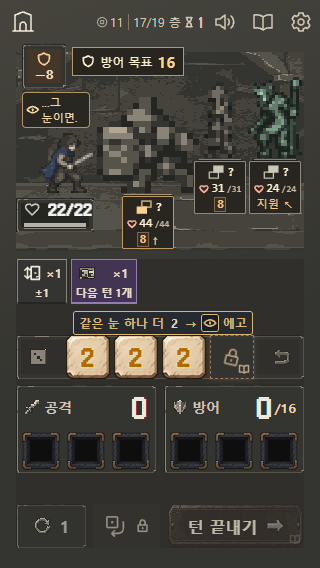 11 17/19 층 1
−8
방어 목표 16
...그
눈이면.
?
31/31
8
?
24/24
지원
22/22
?
44/44
8
×1
±1
×1
다음 턴 1개
같은 눈 하나 더 2 → 예고
2 2 2
공격 0
방어 0/16
1
턴 끝내기